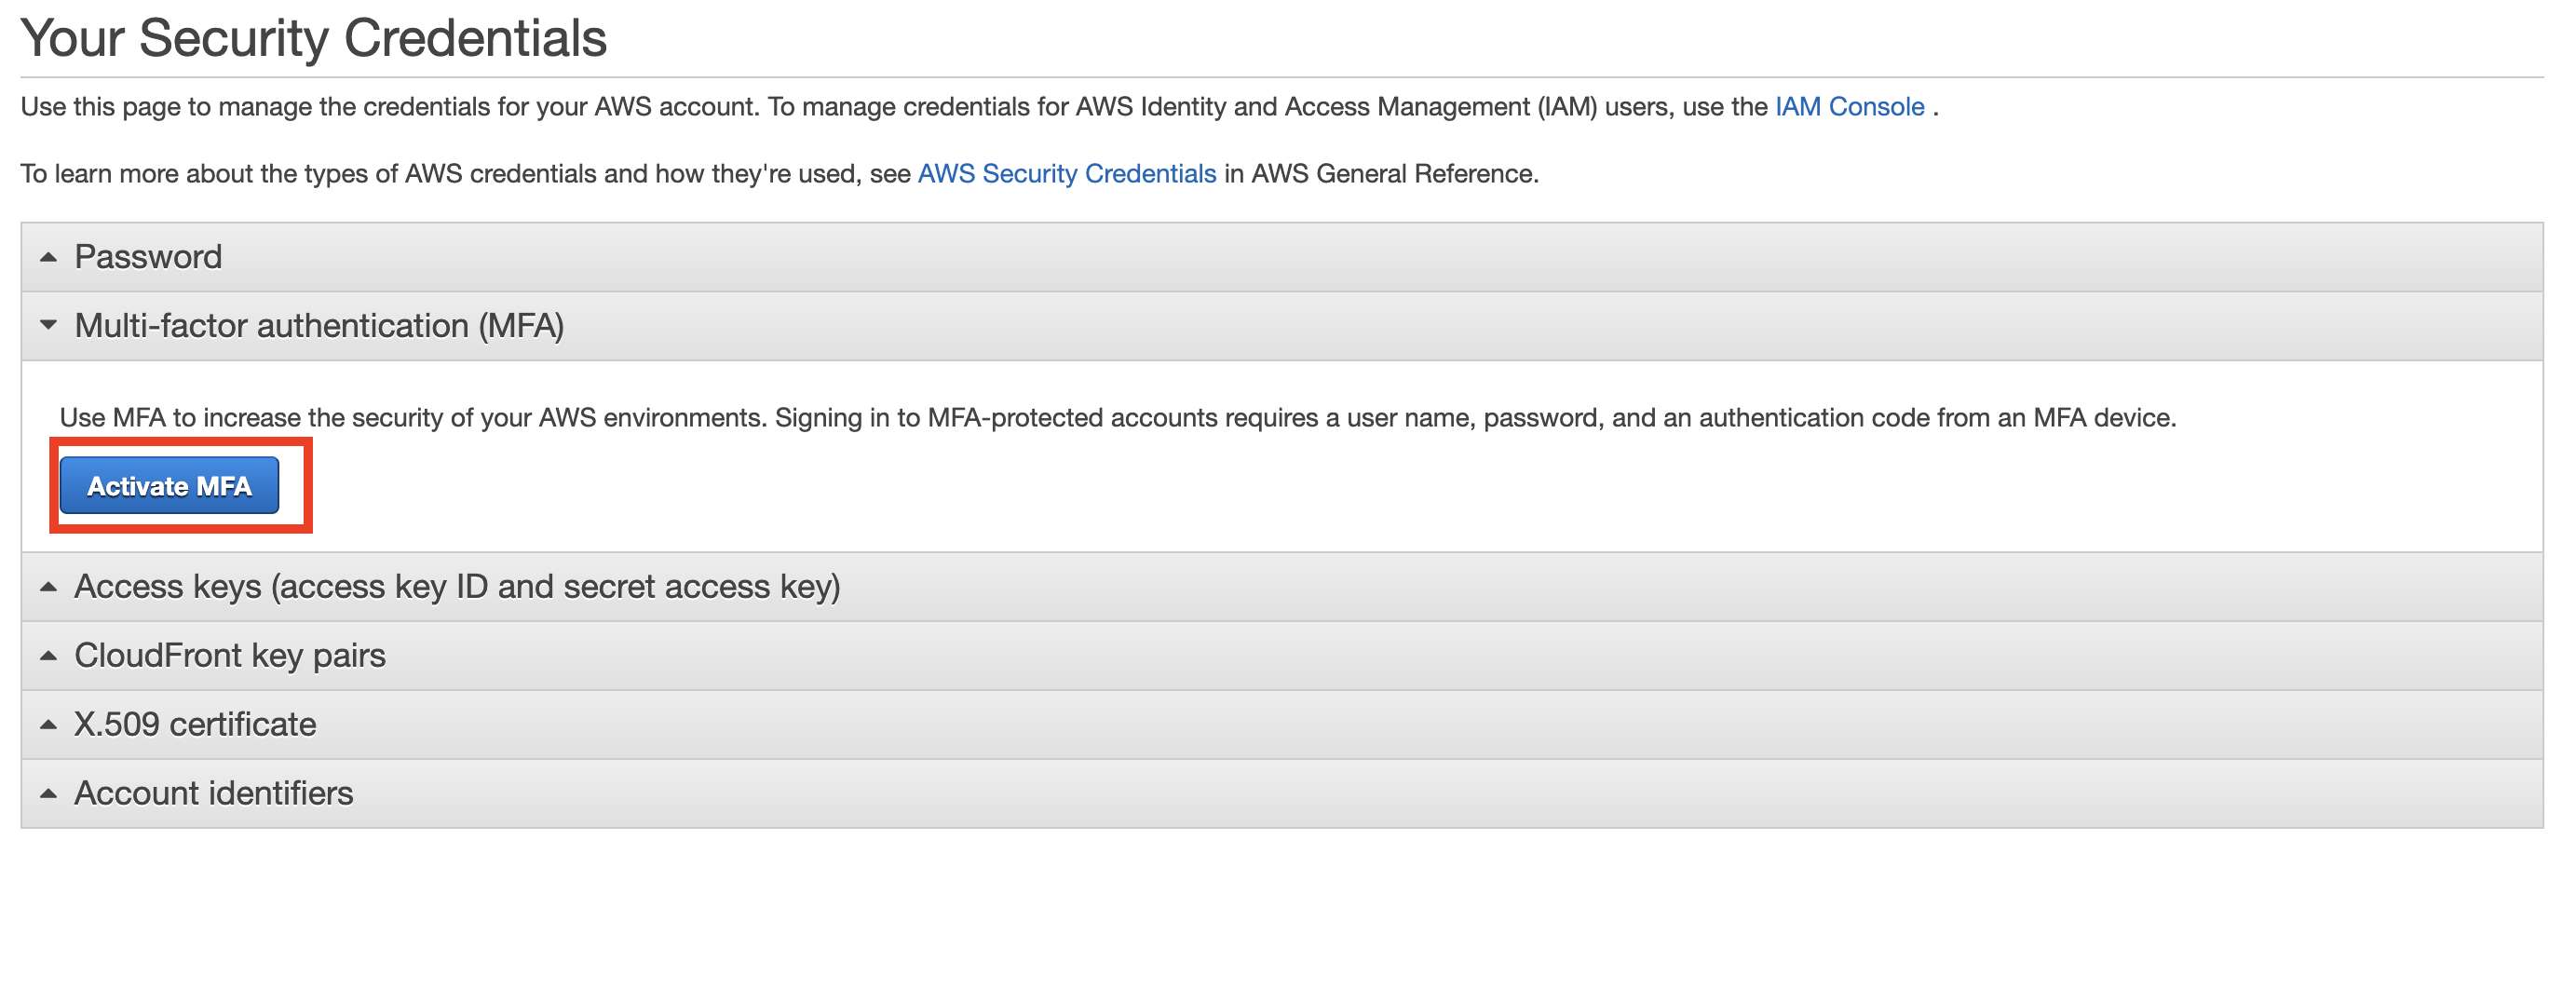 Your Security Credentials
Use this page to manage the credentials for your AWS account. To manage credentials for AWS Identity and Access Management (IAM) users, use the IAM Console .
To learn more about the types of AWS credentials and how they're used, see AWS Security Credentials in AWS General Reference.
Password
Multi-factor authentication (MFA)
Use MFA to increase the security of your AWS environments. Signing in to MFA-protected accounts requires a user name, password, and an authentication code from an MFA device.
Activate MFA
Access keys (access key ID and secret access key)
CloudFront key pairs
X.509 certificate
Account identifiers